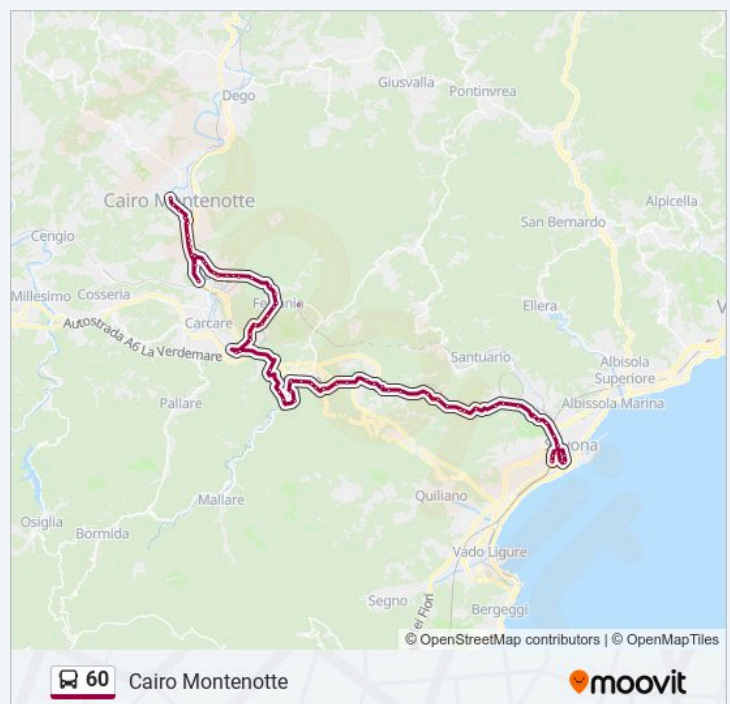 Dego
Giusvalla
Pontinvrea
Cairo Montenotte
Alpicella
San Bernardo
Cengio
Millesimo
Cosseria
Ellera
Carcare
Autostrada A6 La Verdemare
Santuario
Albisola
Superiore
Pallare
Albissola Marina
Mallare
Quiliano
Osiglia
Bormida
Vado Ligure
Segno
Bergeggi
ei Fiori
© OpenStreetMap contributors | © OpenMapTiles
60 Cairo Montenotte
moovit